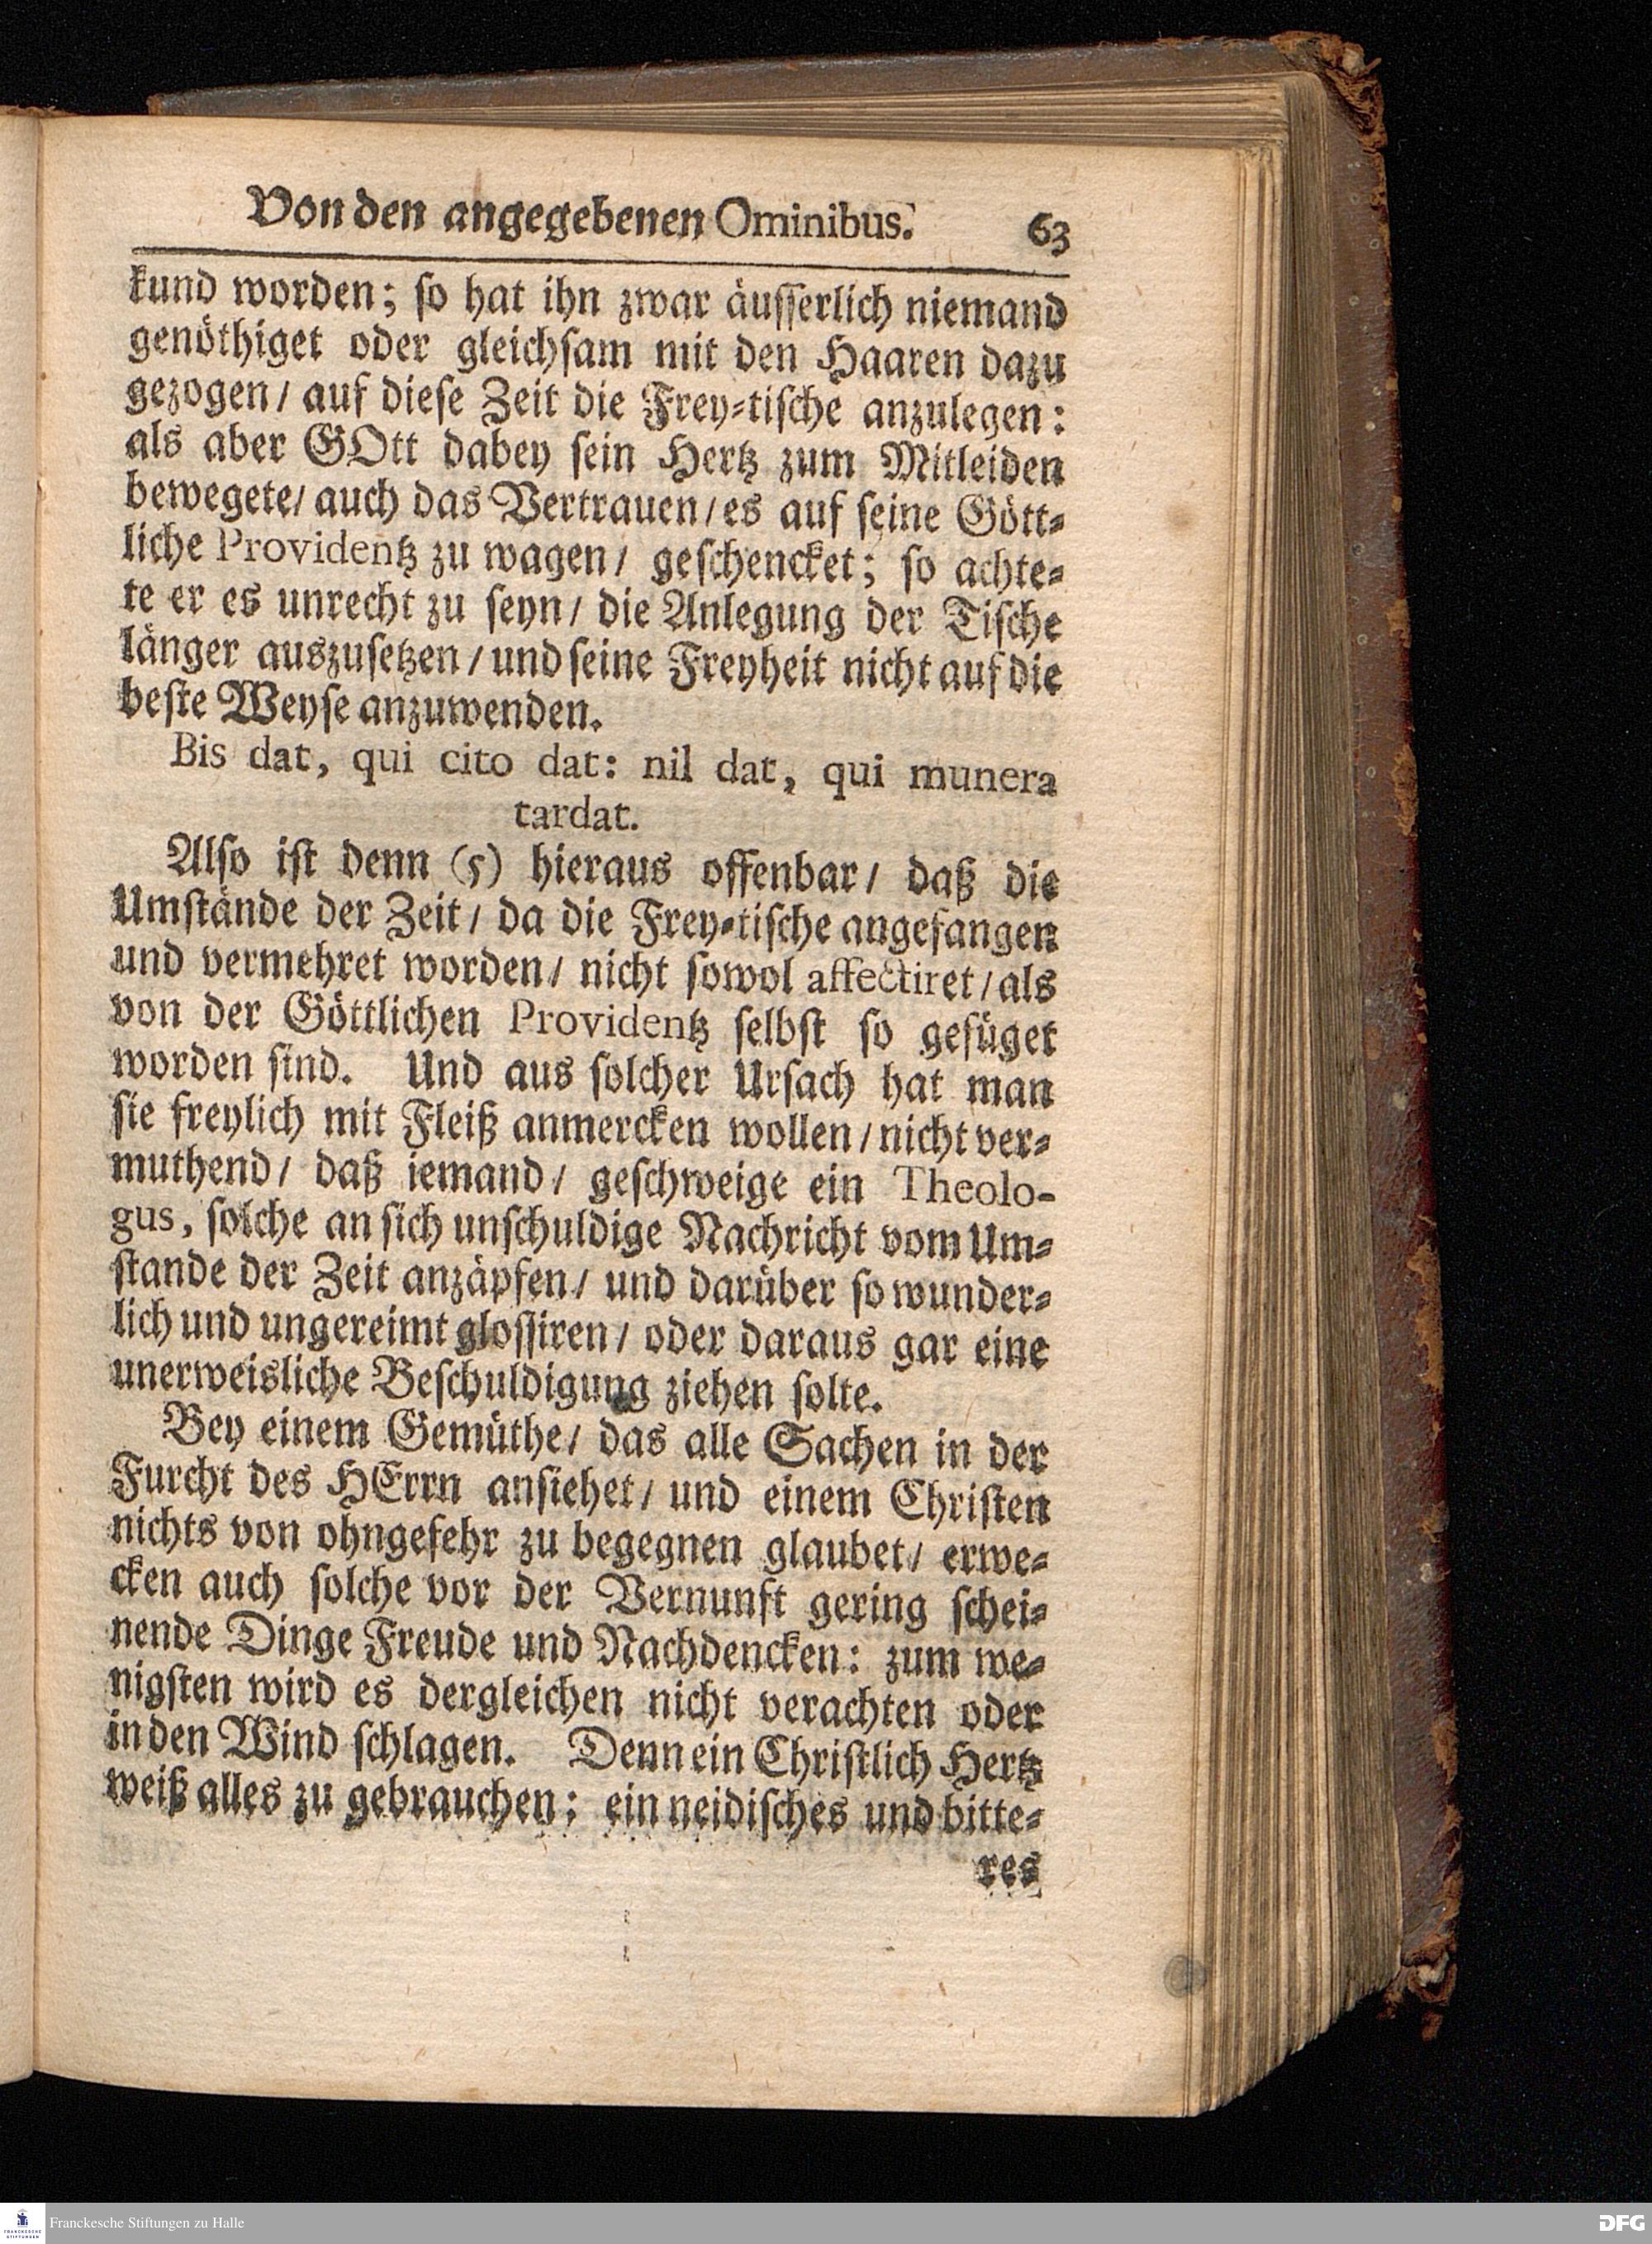 Von den angegebenen Ominibus. 63
kund worden; ſo hat ihn zwar äuſſerlich niemand
genöthiget oder gleichſam mit den Haaren dazu
gezogen / auf dieſe Zeit die Frey-tiſche anzulegen:
als aber GOtt dabey ſein Hertz zum Mitleiden
bewegete / auch das Vertrauen / es auf ſeine Gött-
liche Providentz zu wagen / geſchencket; ſo achte-
te er es unrecht zu ſeyn / die Anlegung der Tiſche
länger auszuſetzen / und ſeine Freyheit nicht auf die
beſte Weyſe anzuwenden.
Bis dat, qui cito dat: nil dat, qui munera
tardat.
Alſo iſt denn (5) hieraus offenbar / daß die
Umſtände der Zeit / da die Frey-tiſche angefangen
und vermehret worden / nicht ſowol affectiret / als
von der Göttlichen Providentz ſelbſt ſo gefüget
worden ſind. Und aus ſolcher Urſach hat man
ſie freylich mit Fleiß anmercken wollen / nicht ver-
muthend / daß iemand / geſchweige ein Theolo-
gus, ſolche an ſich unſchuldige Nachricht vom Um-
ſtande der Zeit anzäpfen / und darüber ſo wunder-
lich und ungereimt gloſſiren / oder daraus gar eine
unerweisliche Beſchuldigung ziehen ſolte.
Bey einem Gemüthe / das alle Sachen in der
Furcht des HErrn anſiehet / und einem Chriſten
nichts von ohngefehr zu begegnen glaubet / erwe-
cken auch ſolche vor der Vernunft gering ſchei-
nende Dinge Freude und Nachdencken: zum we-
nigſten wird es dergleichen nicht verachten oder
in den Wind ſchlagen. Denn ein Chriſtlich Hertz
weiß alles zu gebrauchen; ein neidiſches und bitte-
res
FRANCKESCHE
STIFTUNGEN
Franckesche Stiftungen zu Halle
DFG